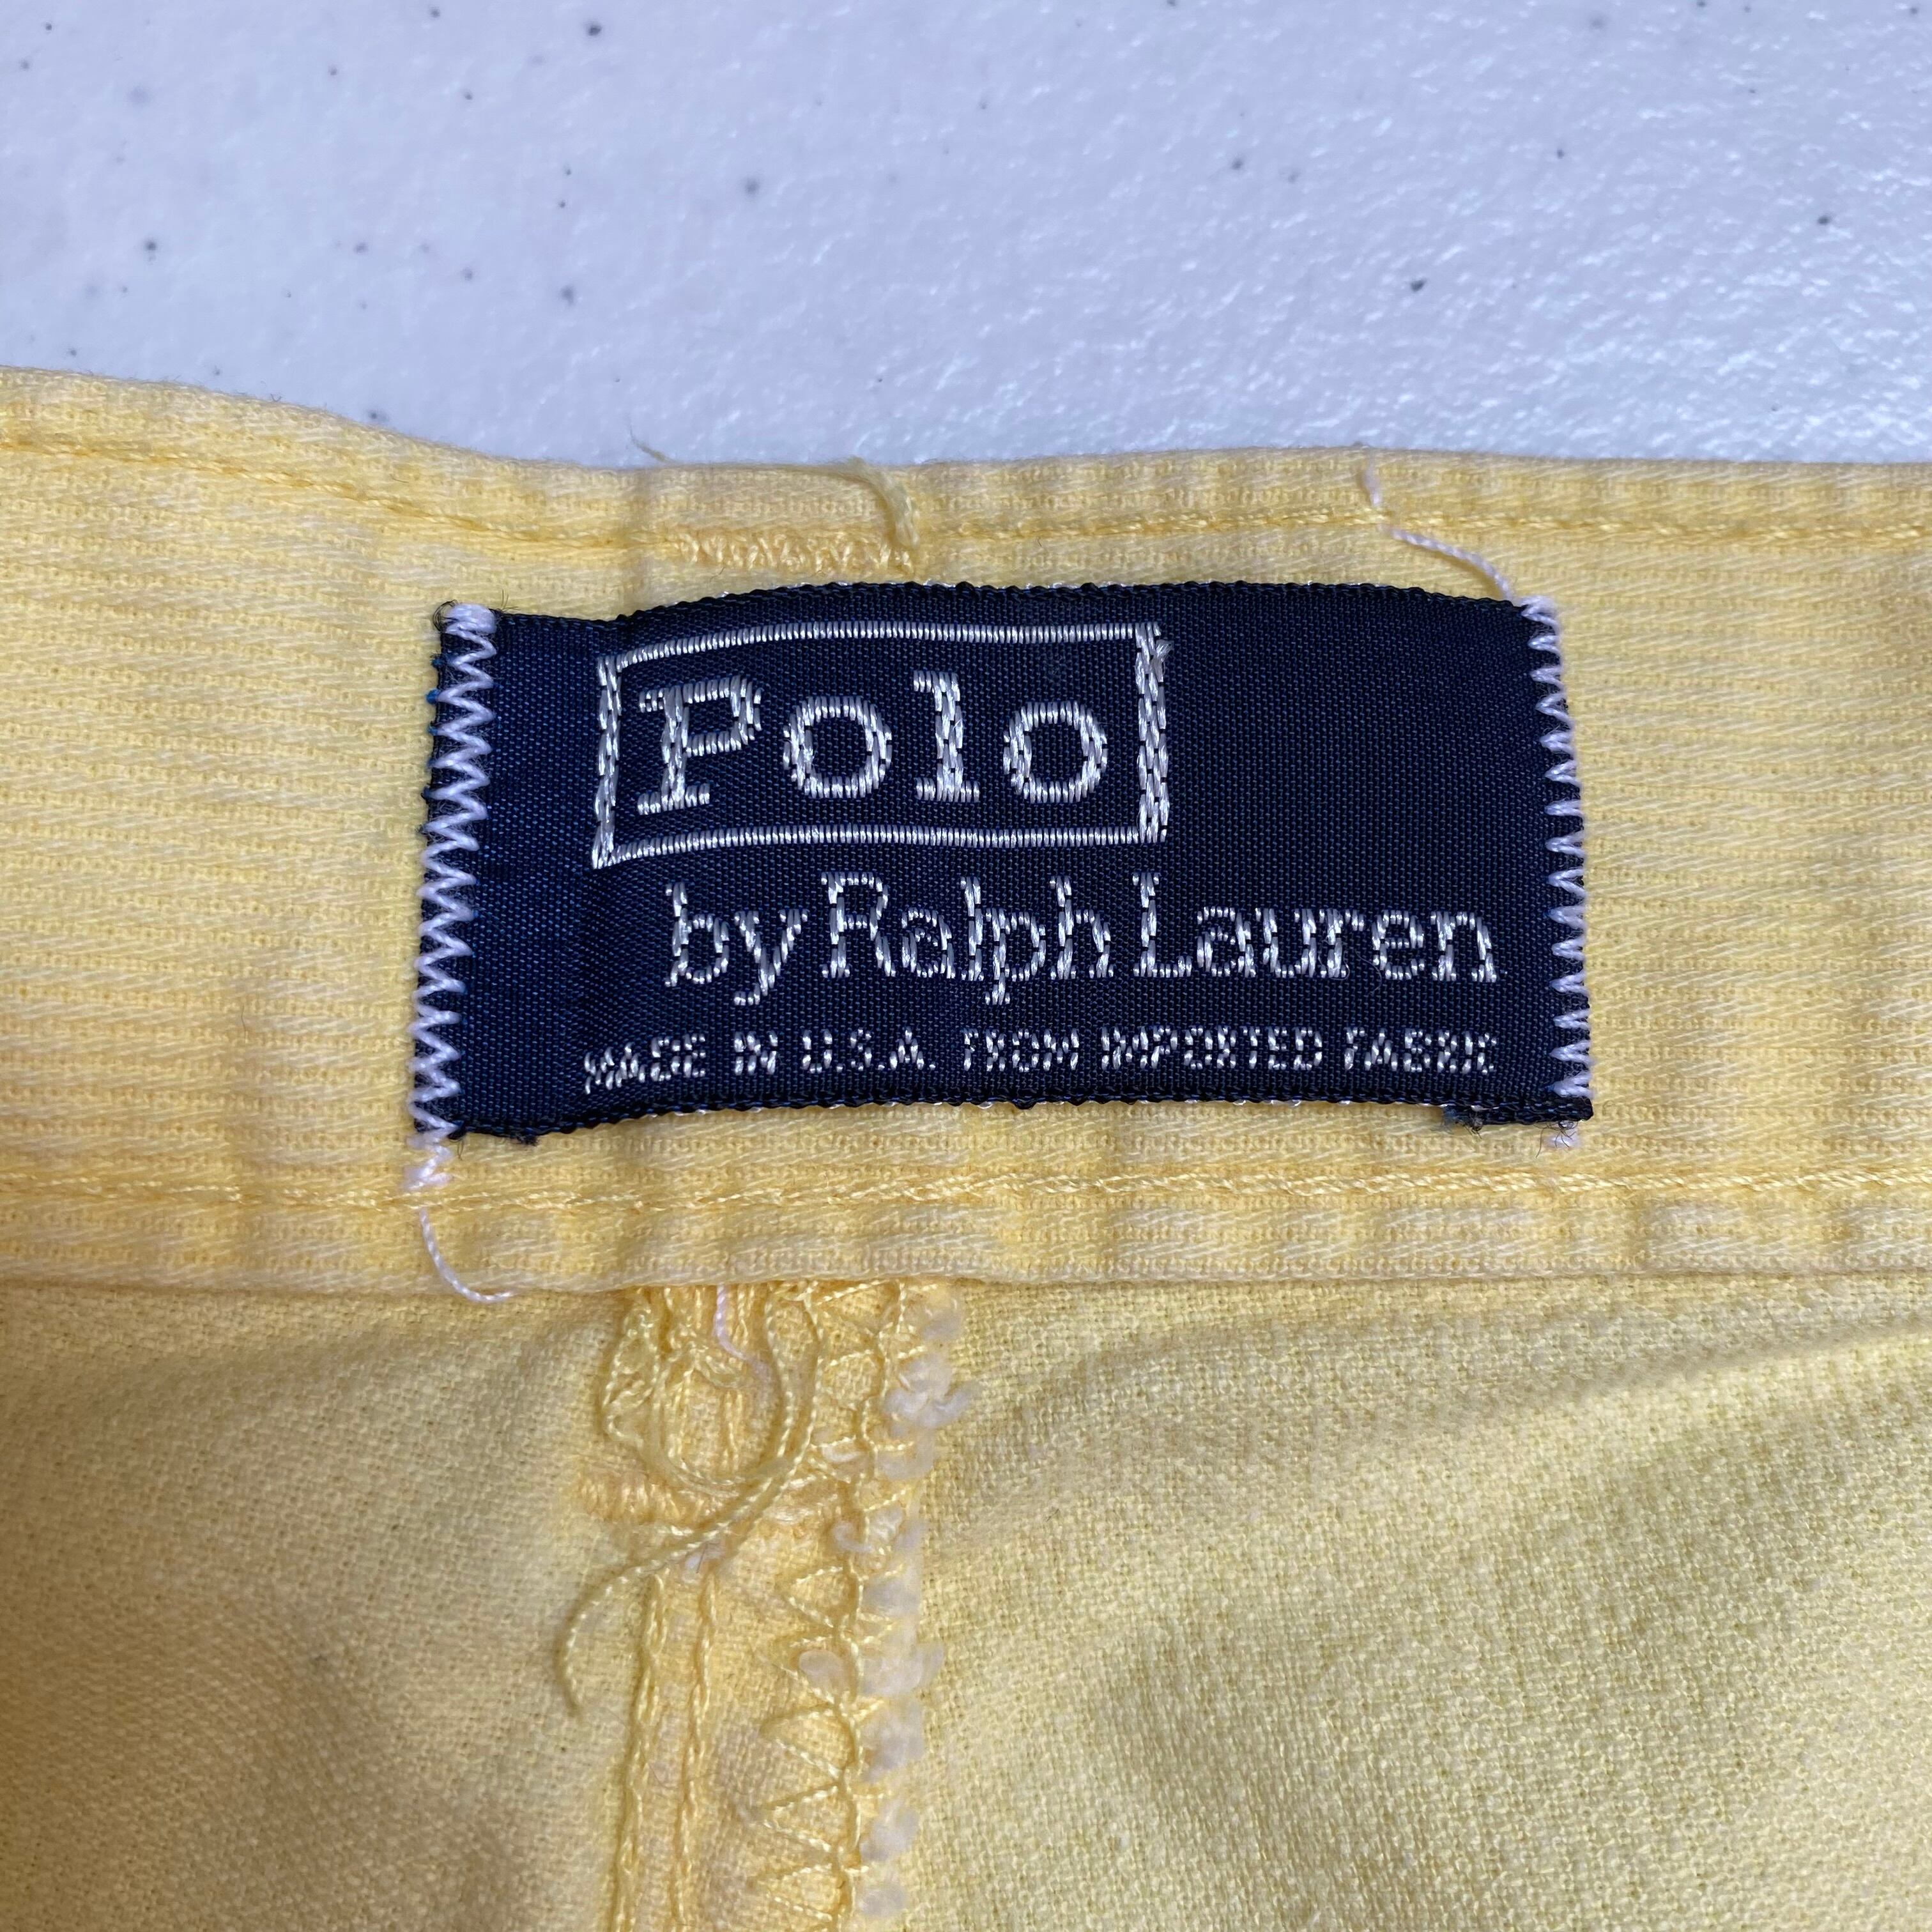 Polo
by Ralph Lauren
MADE IN U.S.A. FROM IMPORTED FABRIC